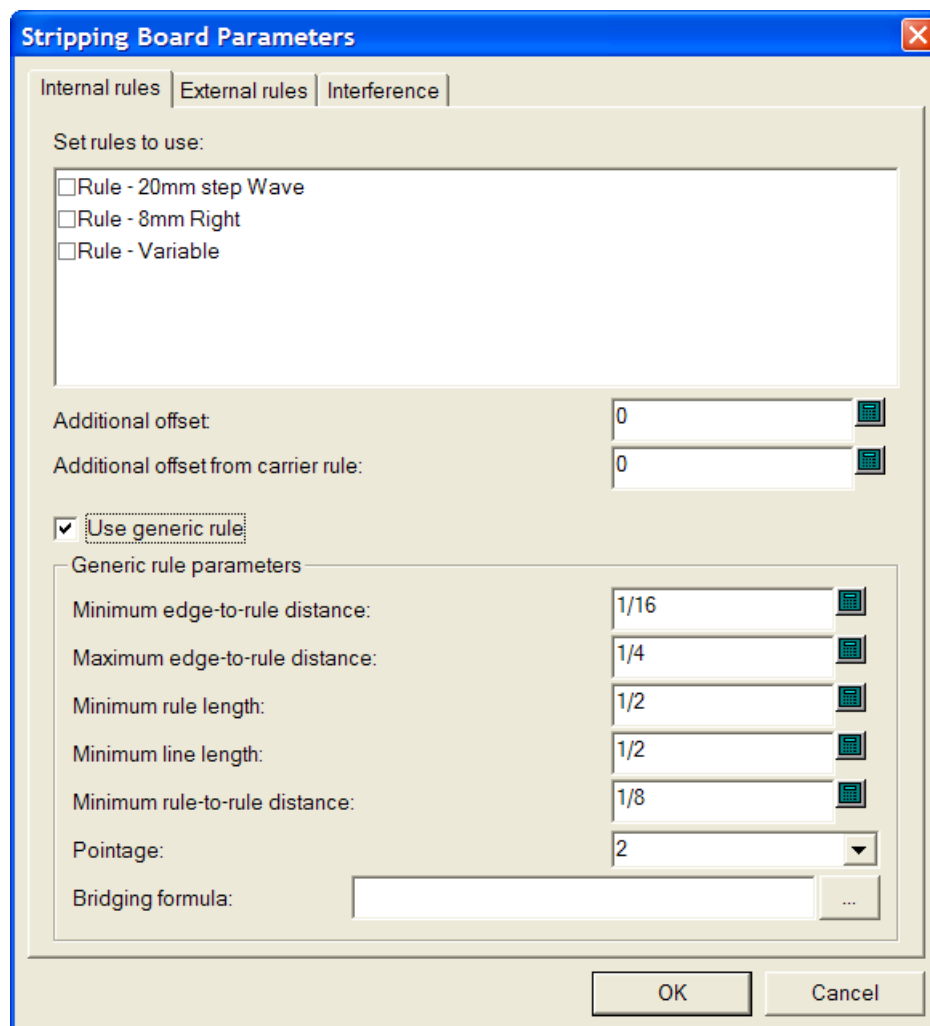 Stripping Board Parameters
Internal rules External rules Interference
Set rules to use:
Rule - 20mm step Wave
Rule - 8mm Right
Rule - Variable
Additional offset: 0
Additional offset from carrier rule: 0
Use generic rule
Generic rule parameters
Minimum edge-to-rule distance: 1/16
Maximum edge-to-rule distance: 1/4
Minimum rule length: 1/2
Minimum line length: 1/2
Minimum rule-to-rule distance: 1/8
Pointage: 2
Bridging formula: ...
OK Cancel